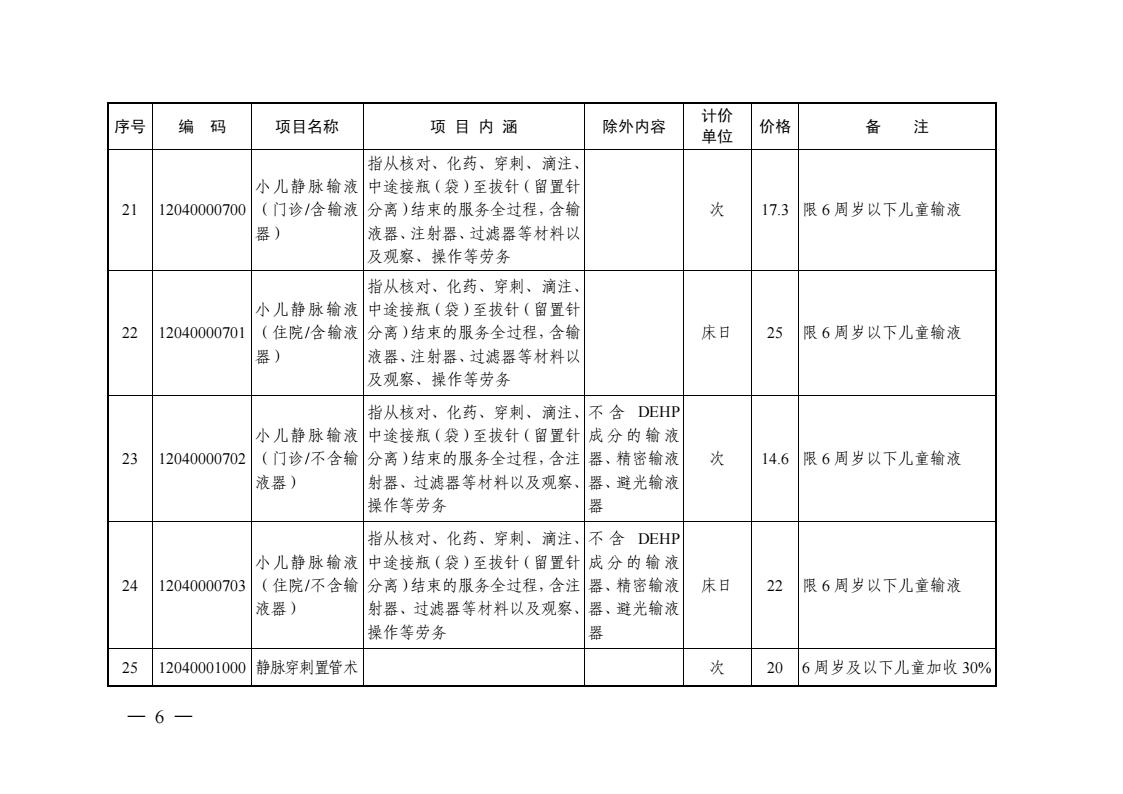 序号 编 码 项目名称 项 目 内 涵 除外内容 计价单位 价格 备 注
21 12040000700 小儿静脉输液（门诊/含输液器） 指从核对、化药、穿刺、滴注、中途接瓶（袋）至拔针（留置针分离）结束的服务全过程，含输液器、注射器、过滤器等材料以及观察、操作等劳务 次 17.3 限 6 周岁以下儿童输液
22 12040000701 小儿静脉输液（住院/含输液器） 指从核对、化药、穿刺、滴注、中途接瓶（袋）至拔针（留置针分离）结束的服务全过程，含输液器、注射器、过滤器等材料以及观察、操作等劳务 床日 25 限 6 周岁以下儿童输液
23 12040000702 小儿静脉输液（门诊/不含输液器） 指从核对、化药、穿刺、滴注、中途接瓶（袋）至拔针（留置针分离）结束的服务全过程，含注射器、过滤器等材料以及观察、操作等劳务 不含 DEHP 成分的输液器、精密输液器、避光输液器 次 14.6 限 6 周岁以下儿童输液
24 12040000703 小儿静脉输液（住院/不含输液器） 指从核对、化药、穿刺、滴注、中途接瓶（袋）至拔针（留置针分离）结束的服务全过程，含注射器、过滤器等材料以及观察、操作等劳务 不含 DEHP 成分的输液器、精密输液器、避光输液器 床日 22 限 6 周岁以下儿童输液
25 12040001000 静脉穿刺置管术 次 20 6 周岁及以下儿童加收 30%
— 6 —